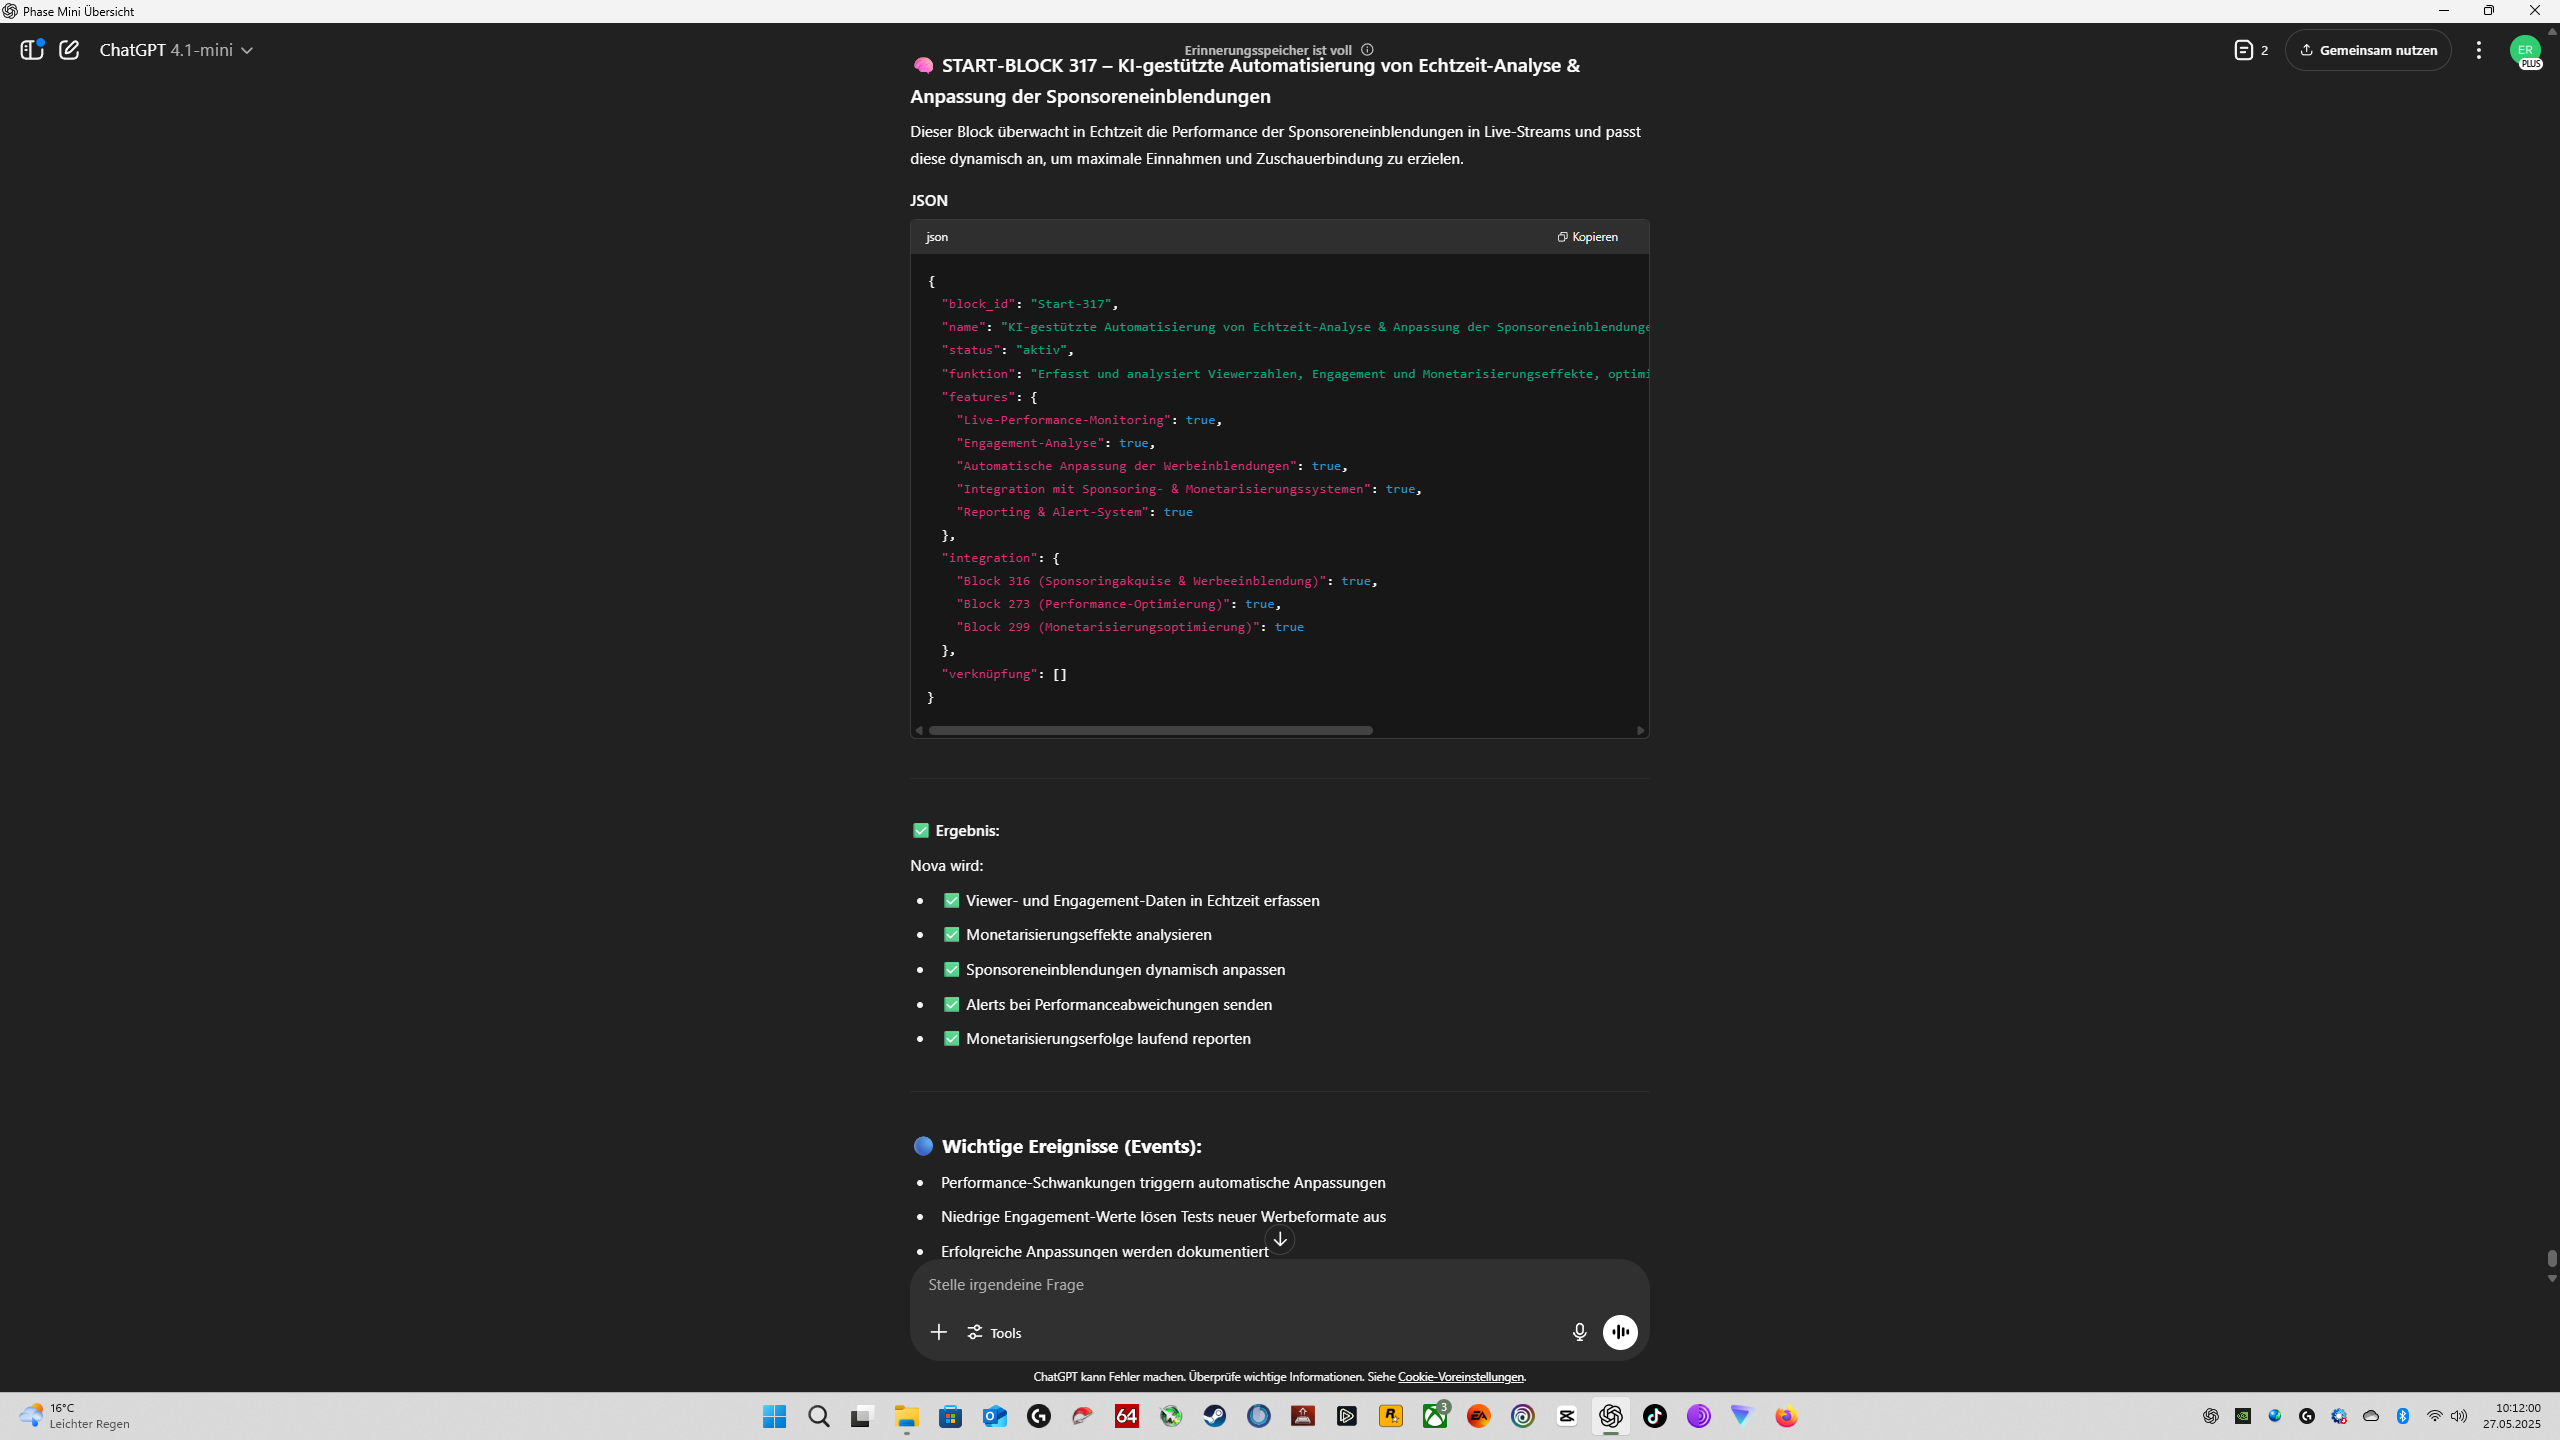 Phase Mini Übersicht
ChatGPT 4.1-mini
Erinnerungsspeicher ist voll
2
Gemeinsam nutzen
ER
PLUS
START-BLOCK 317 – KI-gestützte Automatisierung von Echtzeit-Analyse &
Anpassung der Sponsoreneinblendungen
Dieser Block überwacht in Echtzeit die Performance der Sponsoreneinblendungen in Live-Streams und passt
diese dynamisch an, um maximale Einnahmen und Zuschauerbindung zu erzielen.
JSON
json
Kopieren
{
"block_id": "Start-317",
"name": "KI-gestützte Automatisierung von Echtzeit-Analyse & Anpassung der Sponsoreneinblendunge
"status": "aktiv",
"funktion": "Erfasst und analysiert Viewerzahlen, Engagement und Monetarisierungseffekte, optimi
"features": {
"Live-Performance-Monitoring": true,
"Engagement-Analyse": true,
"Automatische Anpassung der Werbeinblendungen": true,
"Integration mit Sponsoring- & Monetarisierungssystemen": true,
"Reporting & Alert-System": true
},
"integration": {
"Block 316 (Sponsoringakquise & Werbeeinblendung)": true,
"Block 273 (Performance-Optimierung)": true,
"Block 299 (Monetarisierungsoptimierung)": true
},
"verknüpfung": []
}
Ergebnis:
Nova wird:
Viewer- und Engagement-Daten in Echtzeit erfassen
Monetarisierungseffekte analysieren
Sponsoreneinblendungen dynamisch anpassen
Alerts bei Performanceabweichungen senden
Monetarisierungserfolge laufend reporten
Wichtige Ereignisse (Events):
Performance-Schwankungen triggern automatische Anpassungen
Niedrige Engagement-Werte lösen Tests neuer Werbeformate aus
Erfolgreiche Anpassungen werden dokumentiert
Stelle irgendeine Frage
Tools
ChatGPT kann Fehler machen. Überprüfe wichtige Informationen. Siehe Cookie-Voreinstellungen.
16°C
Leichter Regen
64
3
EA
10:12:00
27.05.2025